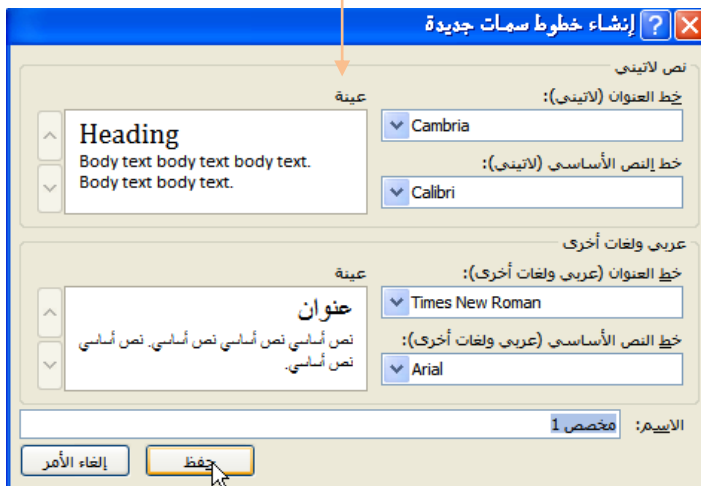 إنشاء خطوط سمات جديدة
نص لاتيني
خط العنوان (لاتيني):
Cambria
خط النص الأساسي (لاتيني):
Calibri
عينة
Heading
Body text body text body text.
Body text body text.
عربي ولغات أخرى
خط العنوان (عربي ولغات أخرى):
Times New Roman
خط النص الأساسي (عربي ولغات أخرى):
Arial
عينة
عنوان
نص أساسي نص أساسي نص أساسي. نص أساسي
نص أساسي.
الاسم: مخصص 1
حفظ
إلغاء الأمر